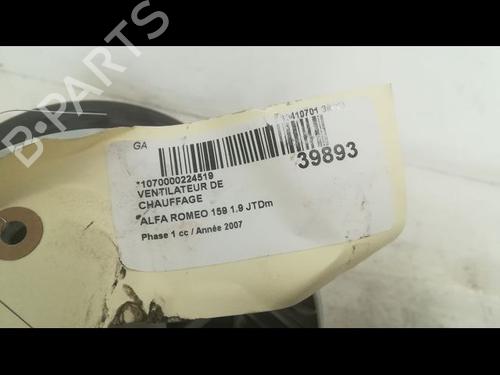 B-PARTS
GA
39893
*1070000224519
VENTILATEUR DE
CHAUFFAGE
ALFA ROMEO 159 1.9 JTDm
Phase 1 cc / Année 2007